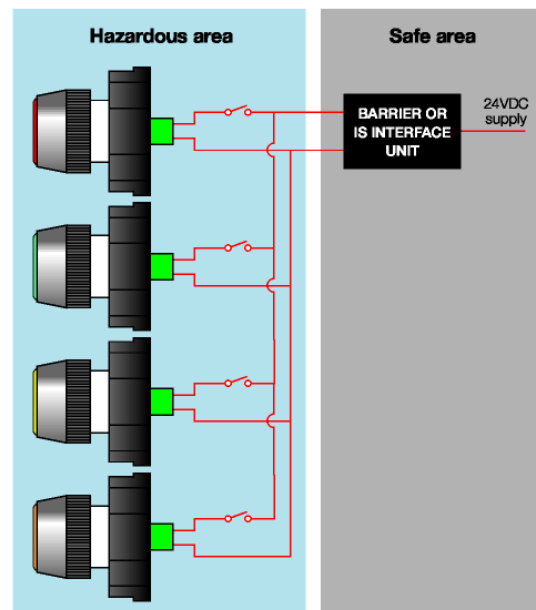 Hazardous area
Safe area
BARRIER OR
IS INTERFACE
UNIT
24VDC
supply